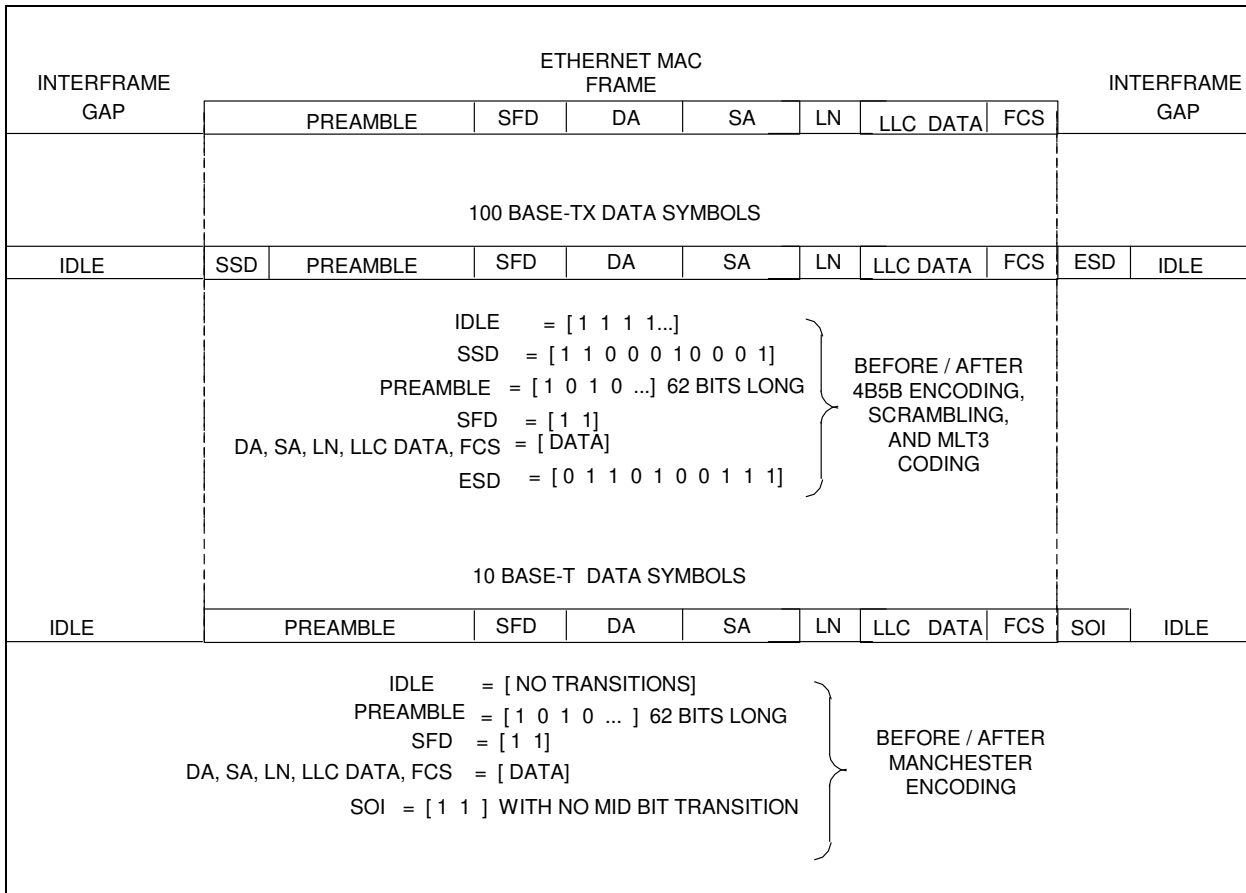 ETHERNET MAC
FRAME
INTERFRAME
GAP
INTERFRAME
GAP
PREAMBLE SFD DA SA LN LLC DATA FCS
100 BASE-TX DATA SYMBOLS
IDLE SSD PREAMBLE SFD DA SA LN LLC DATA FCS ESD IDLE
IDLE = [ 1 1 1 1...]
SSD = [ 1 1 0 0 0 1 0 0 0 1]
PREAMBLE = [ 1 0 1 0 ...] 62 BITS LONG
SFD = [ 1 1]
DA, SA, LN, LLC DATA, FCS = [ DATA]
ESD = [ 0 1 1 0 1 0 0 1 1 1]
BEFORE / AFTER
4B5B ENCODING,
SCRAMBLING,
AND MLT3
CODING
10 BASE-T DATA SYMBOLS
IDLE PREAMBLE SFD DA SA LN LLC DATA FCS SOI IDLE
IDLE = [ NO TRANSITIONS]
PREAMBLE = [ 1 0 1 0 ... ] 62 BITS LONG
SFD = [ 1 1]
DA, SA, LN, LLC DATA, FCS = [ DATA]
SOI = [ 1 1 ] WITH NO MID BIT TRANSITION
BEFORE / AFTER
MANCHESTER
ENCODING